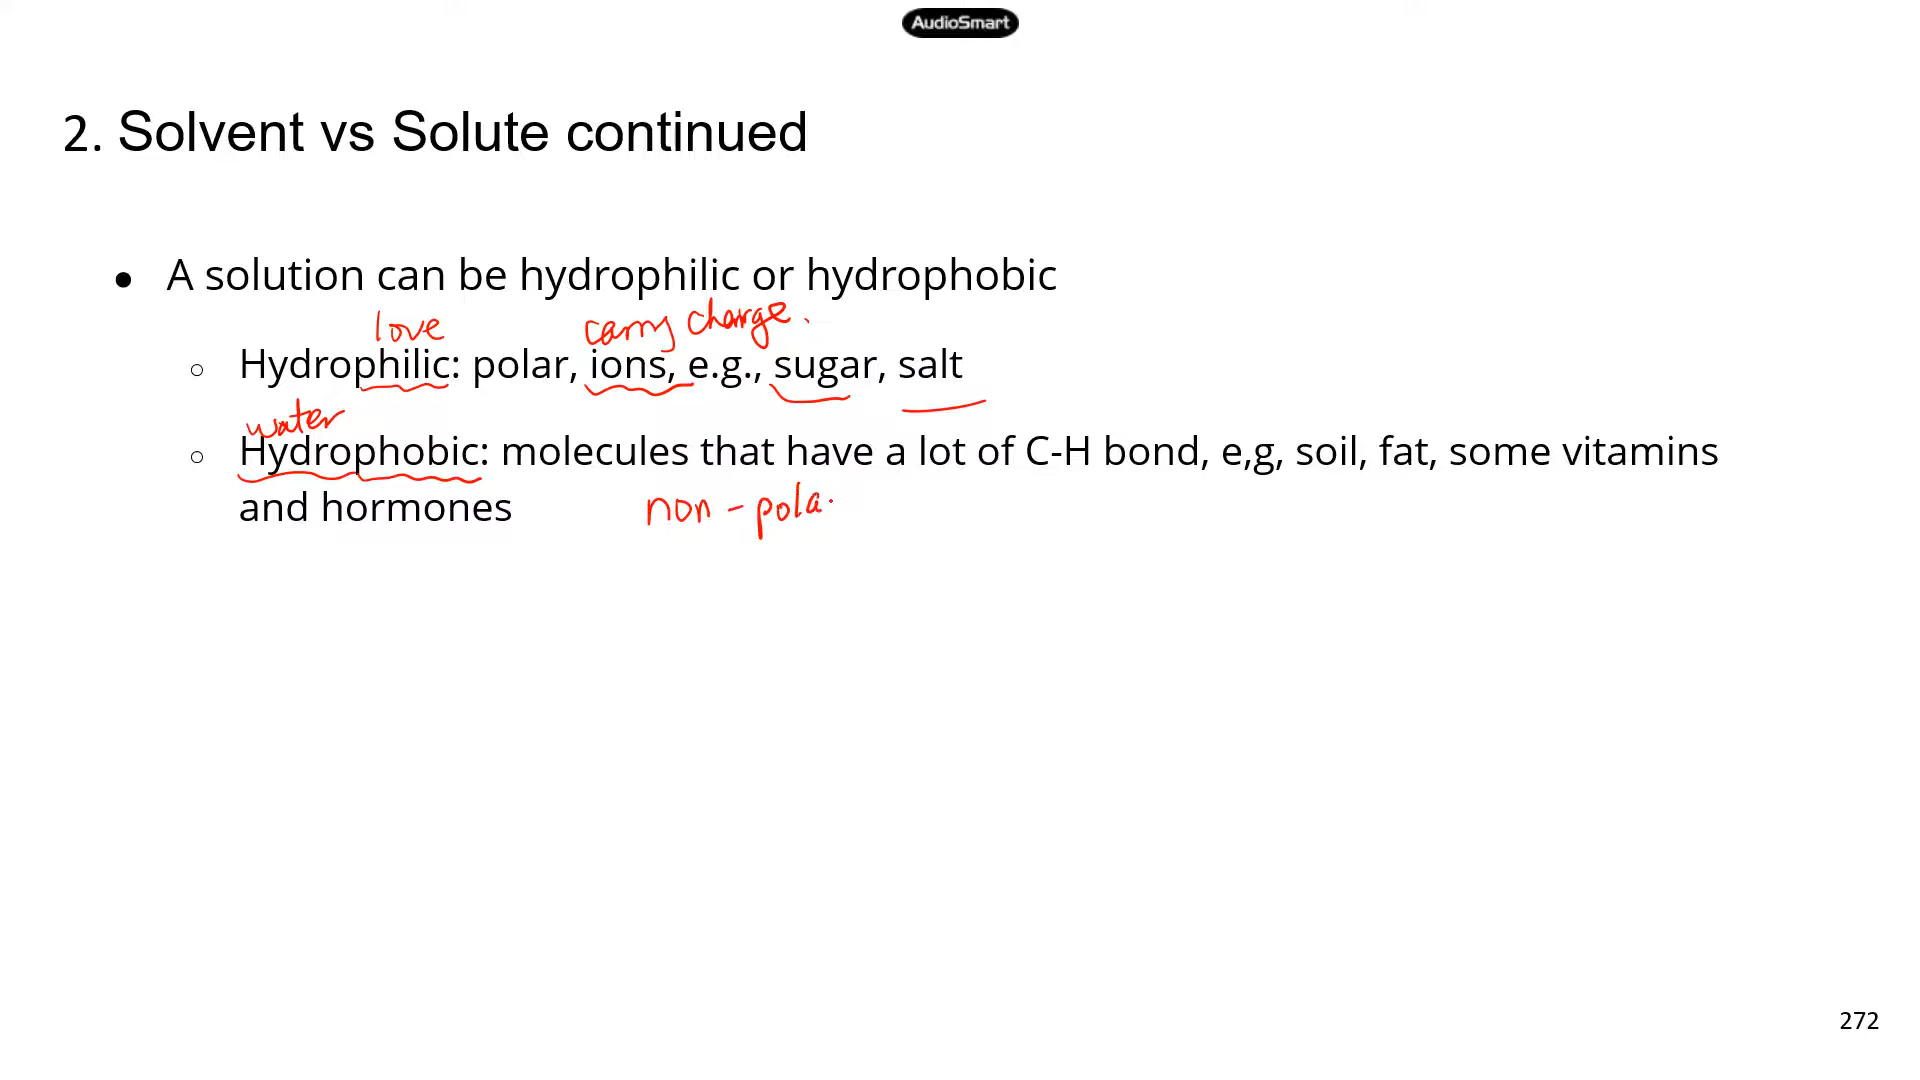 AudioSmart
2. Solvent vs Solute continued
● A solution can be hydrophilic or hydrophobic
love carry charge.
○ Hydrophilic: polar, ions, e.g., sugar, salt
water
○ Hydrophobic: molecules that have a lot of C-H bond, e,g, soil, fat, some vitamins
and hormones non-pola
272